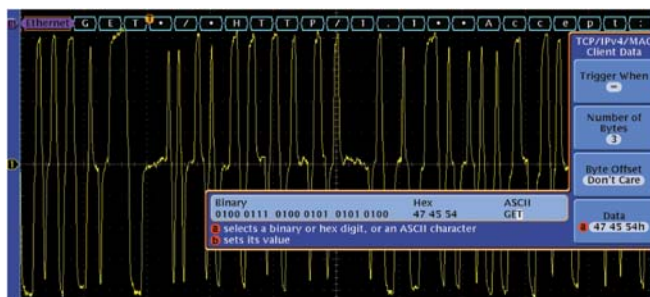 Ethernet G E T • / • H T T P / 1 . 1 • • A c c e p t :
T
TCP/IPv4/MAC
Client Data
Trigger When
=
Number of
Bytes
3
Byte Offset
Don't Care
Data
a 47 45 54h
1
Binary Hex ASCII
0100 0111 0100 0101 0101 0100 47 45 54 GET
a selects a binary or hex digit, or an ASCII character
b sets its value